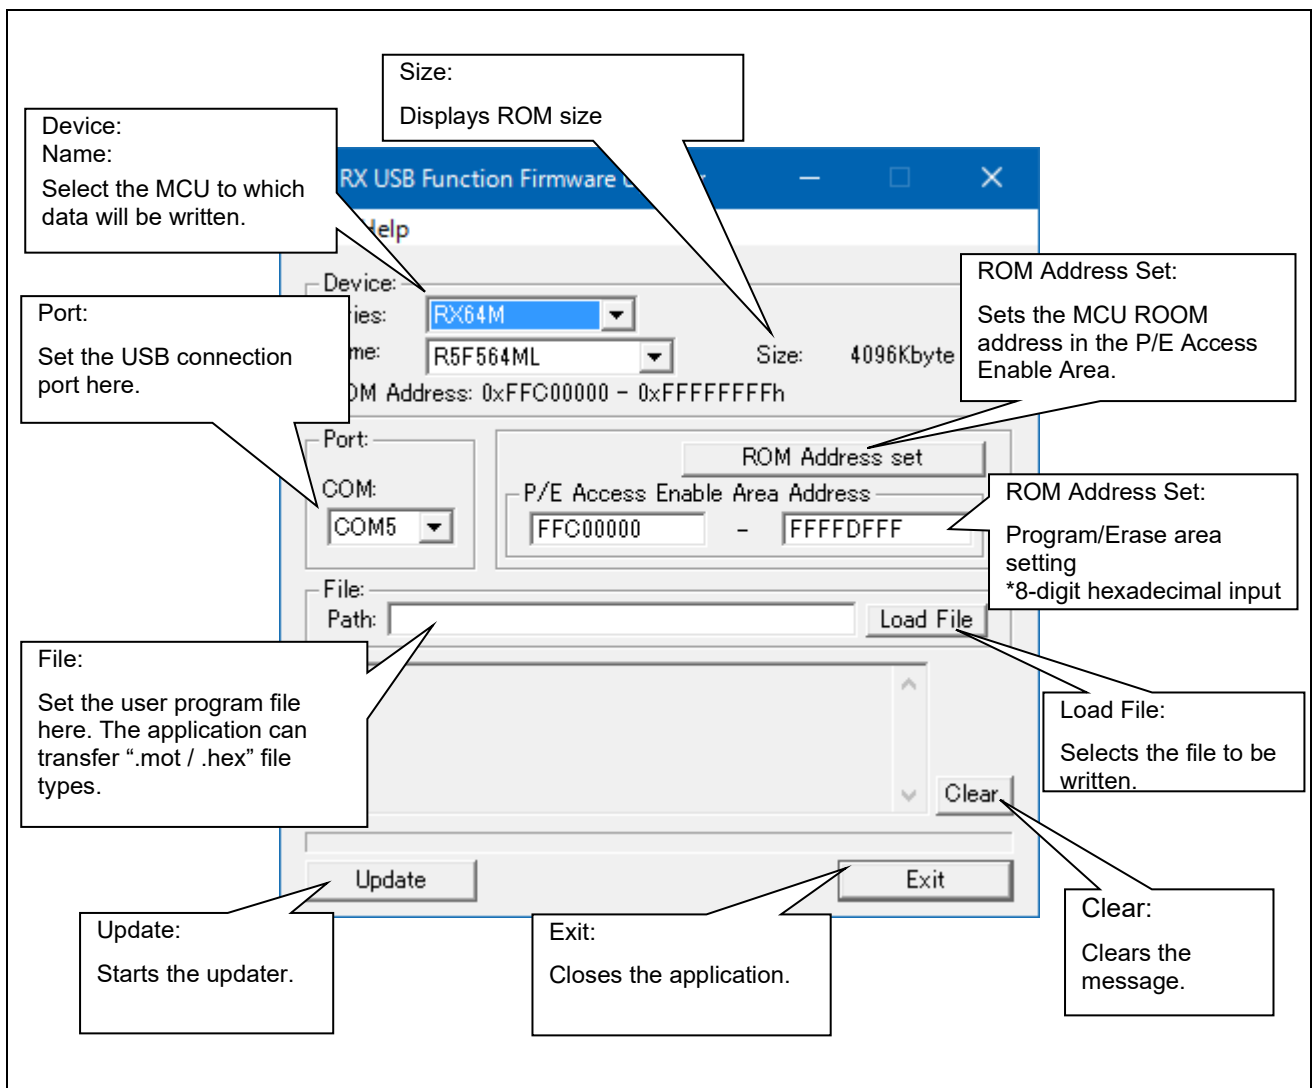 Size:
Displays ROM size
Device:
Name:
Select the MCU to which
data will be written.
RX USB Function Firmware
Help
Device:
RX64M
R5F564ML
Size: 4096Kbyte
ROM Address Set:
Sets the MCU ROOM
address in the P/E Access
Enable Area.
Port:
Set the USB connection
port here.
Address: 0xFFC00000 - 0xFFFFFFFFh
Port:
COM:
COM5
ROM Address set
P/E Access Enable Area Address
FFC00000 - FFFFDFFF
ROM Address Set:
Program/Erase area
setting
*8-digit hexadecimal input
File:
Path:
Load File
File:
Set the user program file
here. The application can
transfer “.mot / .hex” file
types.
Load File:
Selects the file to be
written.
Clear
Update
Exit
Update:
Starts the updater.
Exit:
Closes the application.
Clear:
Clears the
message.